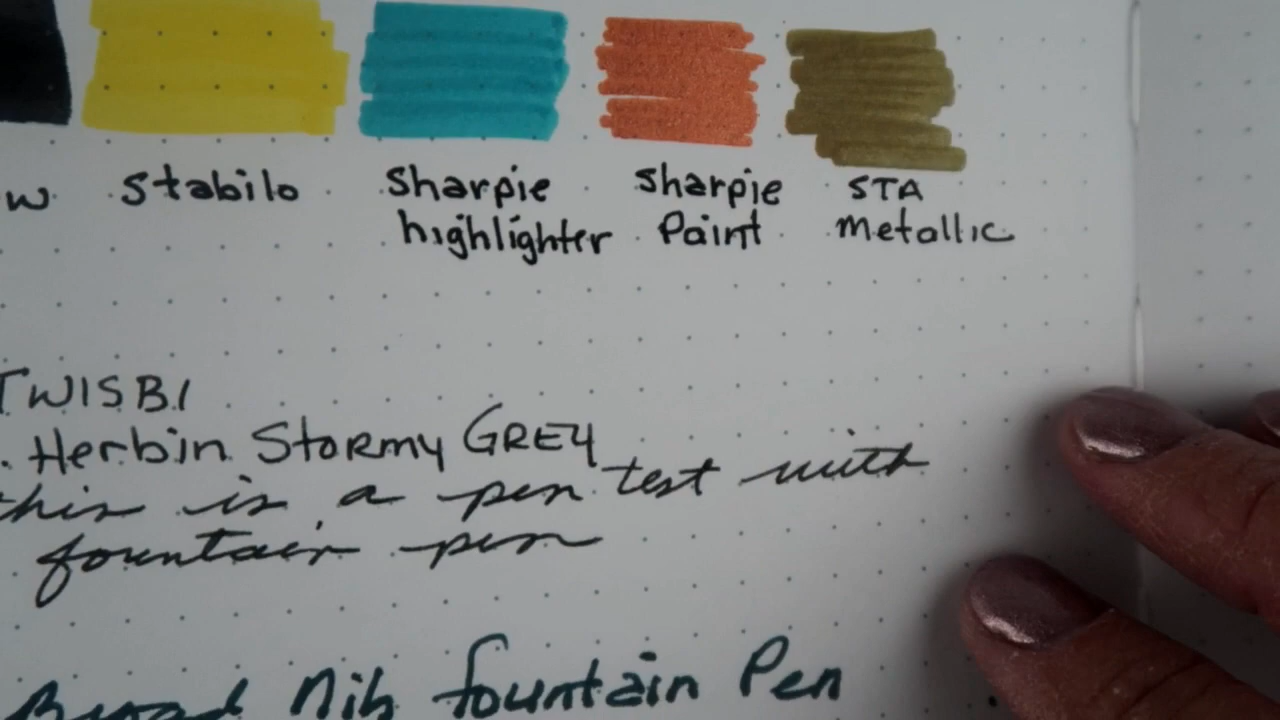 w Stabilo Sharpie Sharpie STA
highlighter Paint metallic
TWISBI
. Herbin Stormy GREY
this is a pen test with
fountain pen
Broad Nib fountain Pen